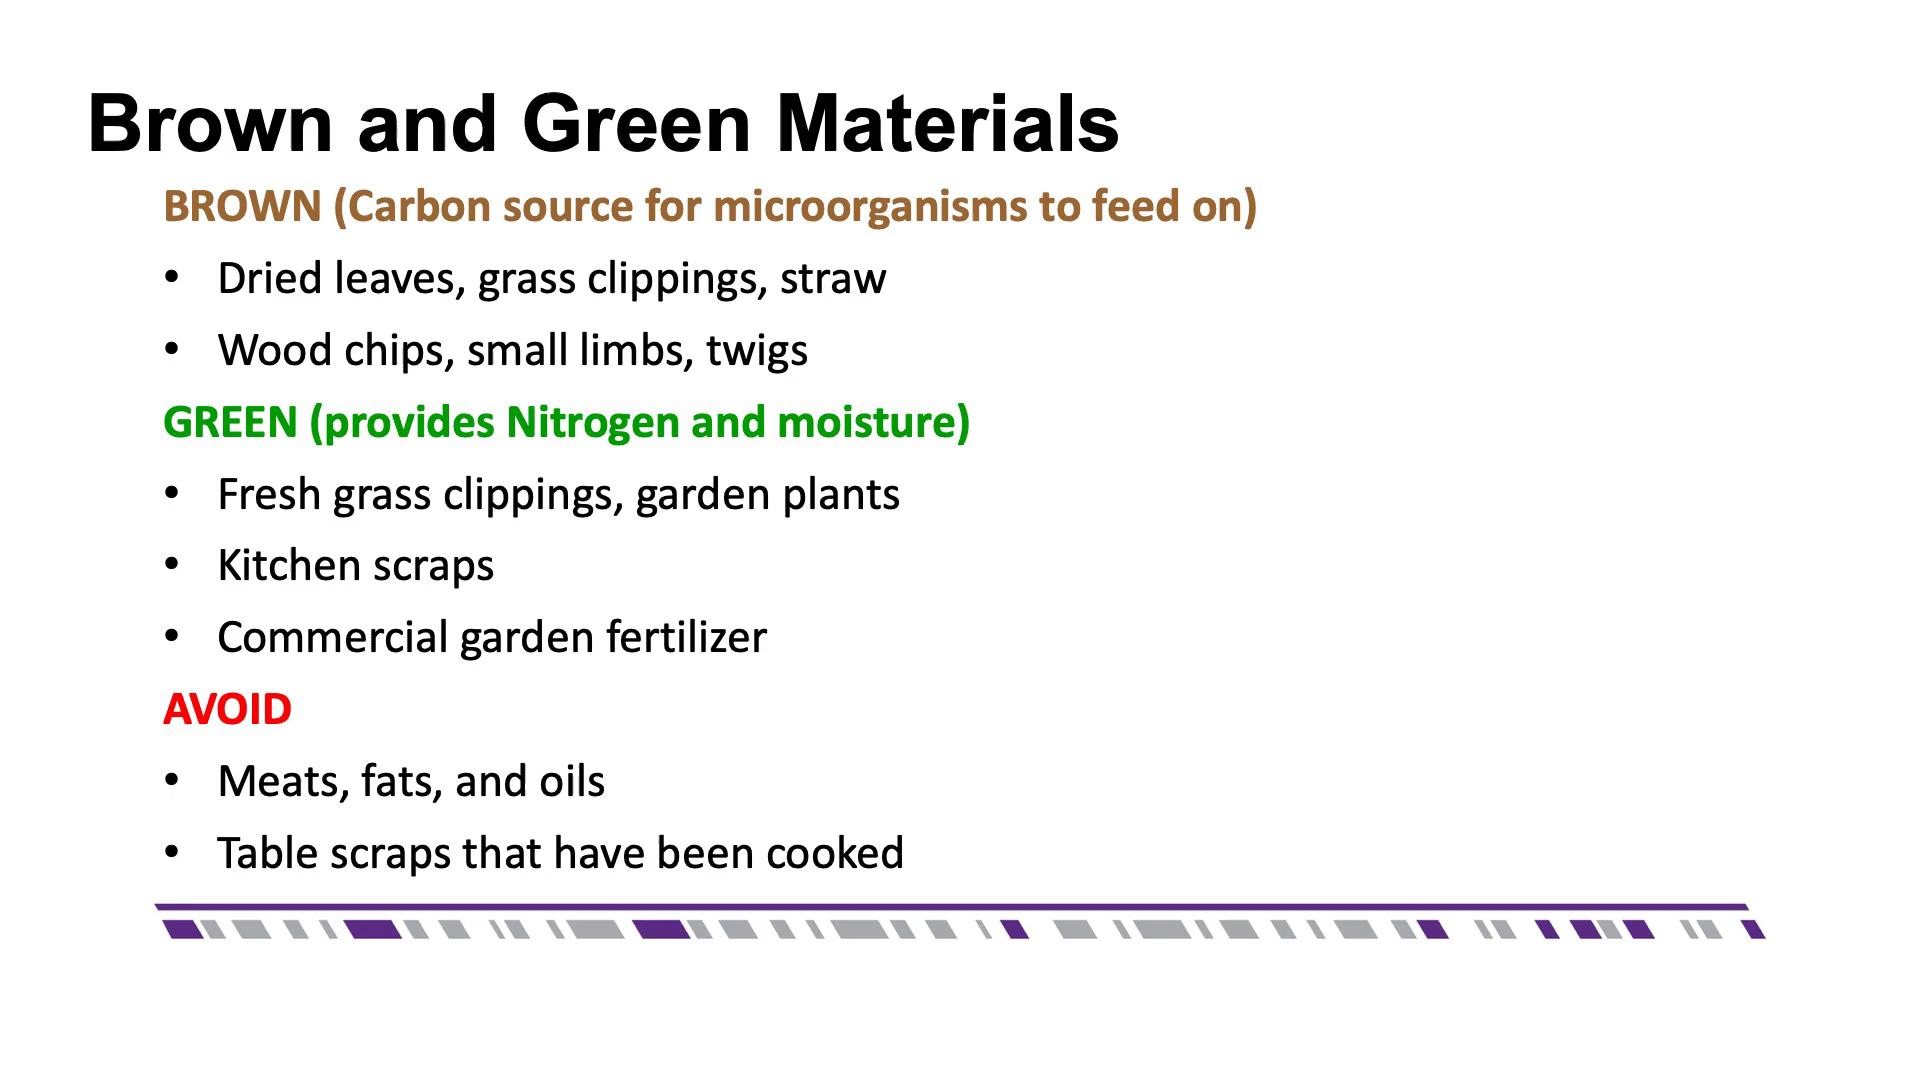 Brown and Green Materials
BROWN (Carbon source for microorganisms to feed on)
• Dried leaves, grass clippings, straw
• Wood chips, small limbs, twigs
GREEN (provides Nitrogen and moisture)
• Fresh grass clippings, garden plants
• Kitchen scraps
• Commercial garden fertilizer
AVOID
• Meats, fats, and oils
• Table scraps that have been cooked